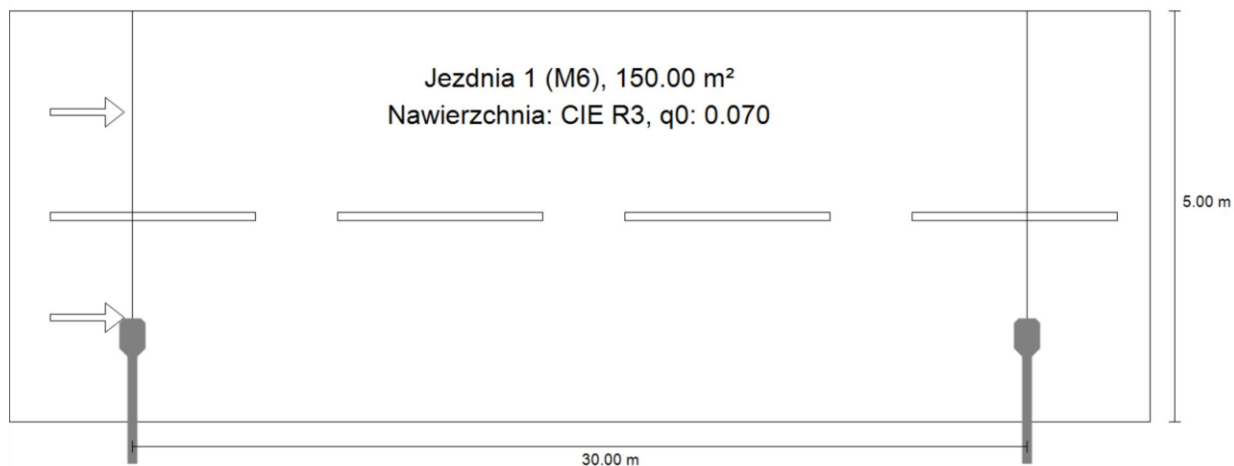 Jezdnia 1 (M6), 150.00 m²
Nawierzchnia: CIE R3, q0: 0.070
5.00 m
30.00 m